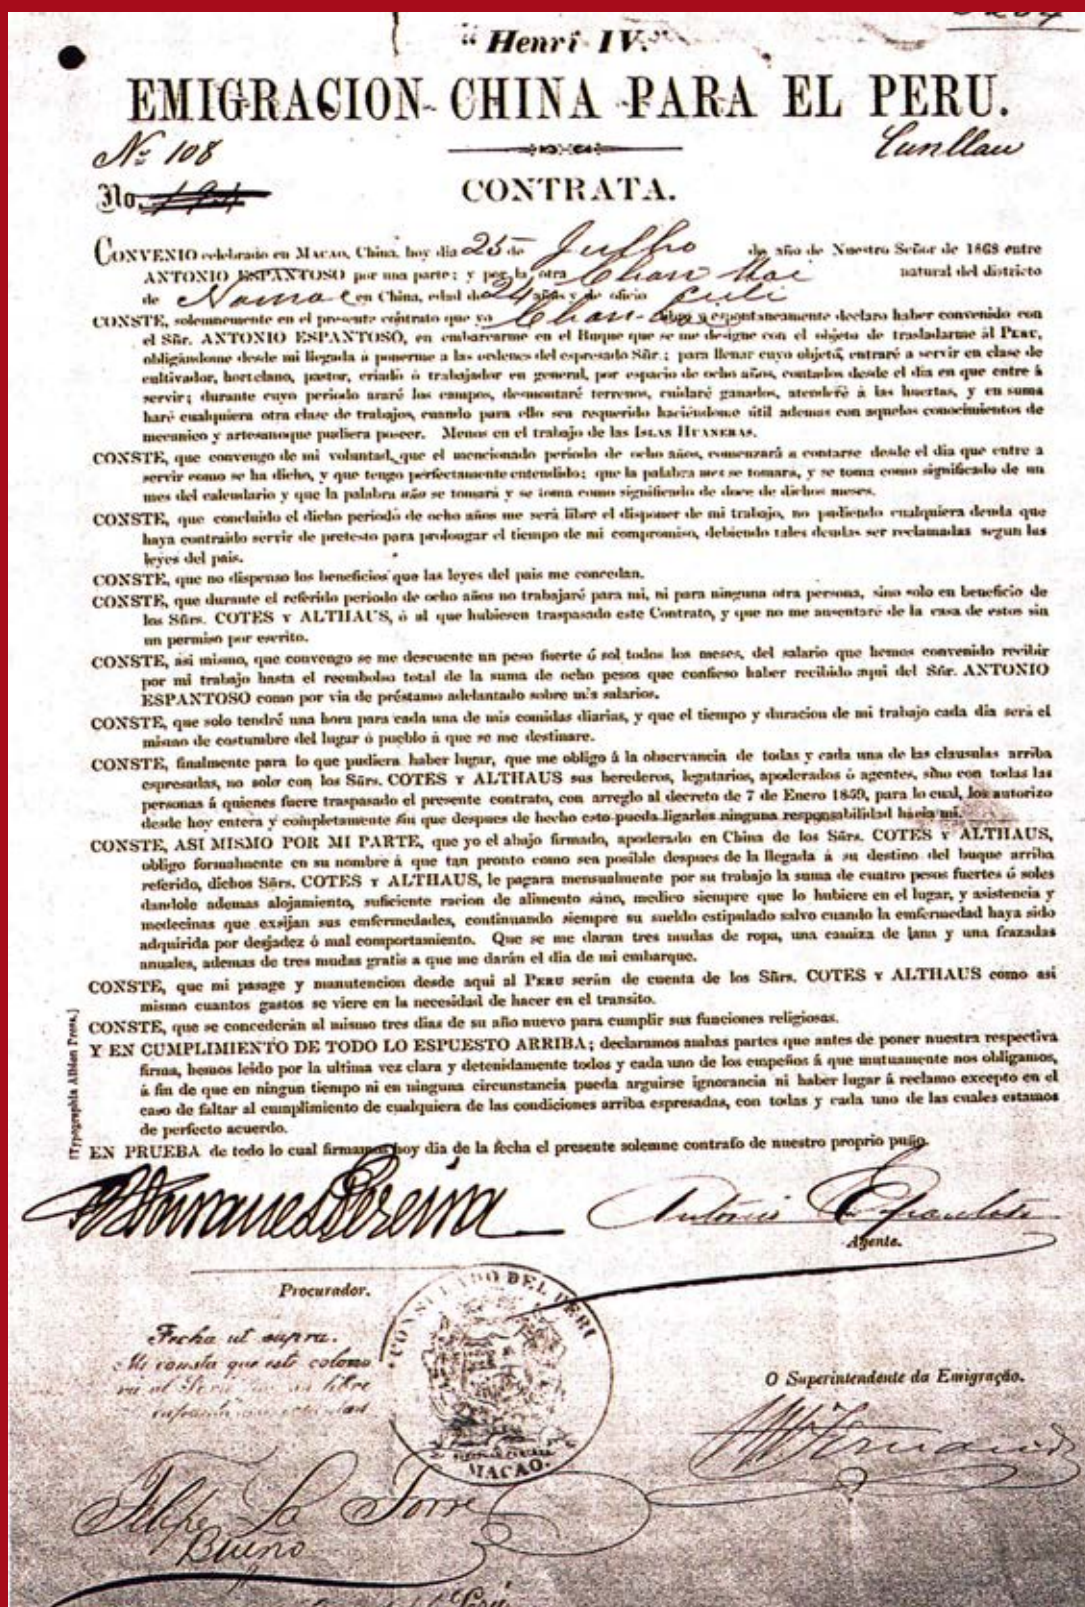 "Henri IV."
EMIGRACION CHINA PARA EL PERU.
Nº 108
Cunllau
No.
CONTRATA.
CONVENIO celebrado en MACAO, China, hoy dia 25 de Julho de año de Nuestro Señor de 1868 entre
ANTONIO ESPANTOSO por una parte; y por la otra Chan natural del districto
de en China, edad de 24 años y de oficio culi
CONSTE, solemnemente en el presente contrato que yo Chan libre y espontaneamente declaro haber convenido con
el Sñr. ANTONIO ESPANTOSO, en embarcarme en el Buque que se me designe con el objeto de trasladarme al PERU,
obligándome desde mi llegada á ponerme a las ordenes del espresado Sñr.; para llenar cuyo objeto, entraré a servir en clase de
cultivador, hortelano, pastor, criado ó trabajador en general, por espacio de ocho años, contados desde el dia en que entre à
servir; durante cuyo periodo araré los campos, desmontaré terrenos, cuidaré ganados, atenderé á las huertas, y en suma
haré cualquiera otra clase de trabajos, cuando para ello sea requerido haciéndome útil ademas con aquelas conocimientos de
mecanico y artesanoque pudiera poseer. Menos en el trabajo de las ISLAS HUANERAS.
CONSTE, que convengo de mi voluntad, que el mencionado periodo de ocho años, comenzará a contarse desde el dia que entre a
servir como se ha dicho, y que tengo perfectamente entendido; que la palabra mes se tomará, y se toma como significado de un
mes del calendario y que la palabra año se tomará y se toma como significando de doce de dichos meses.
CONSTE, que concluido el dicho periodo de ocho años me será libre el disponer de mi trabajo, no pudiendo cualquiera deuda que
haya contraido servir de pretesto para prolongar el tiempo de mi compromiso, debiendo tales deudas ser reclamadas segun las
leyes del pais.
CONSTE, que no dispenso los beneficios que las leyes del pais me concedan.
CONSTE, que durante el referido periodo de ocho años no trabajaré para mi, ni para ninguna otra persona, sino solo en beneficio de
los Sñrs. COTES Y ALTHAUS, ó al que hubiesen traspasado este Contrato, y que no me ausentaré de la casa de estos sin
un permiso por escrito.
CONSTE, asi mismo, que convengo se me descuente un peso fuerte ó sol todos los meses, del salario que hemos convenido recibir
por mi trabajo hasta el reembolso total de la suma de ocho pesos que confieso haber recibido aqui del Sñr. ANTONIO
ESPANTOSO como por via de préstamo adelantado sobre mis salarios.
CONSTE, que solo tendré una hora para cada una de mis comidas diarias, y que el tiempo y duracion de mi trabajo cada dia será el
mismo de costumbre del lugar ó pueblo á que se me destinare.
CONSTE, finalmente para lo que pudiera haber lugar, que me obligo á la observancia de todas y cada una de las clausulas arriba
espresadas, no solor con los Sñrs. COTES Y ALTHAUS sus herederos, legatarios, apoderados ó agentes, sino con todas las
personas á quienes fuere traspasado el presente contrato, con arreglo al decreto de 7 de Enero 1859, para lo cual, los autorizo
desde hoy entera y completamente sin que despues de hecho esto pueda ligarles ninguna responsabilidad hácia mi.
CONSTE, ASI MISMO POR MI PARTE, que yo el abajo firmado, apoderado en China de los Sñrs. COTES Y ALTHAUS,
obligo formalmente en su nombre á que tan pronto como sea posible despues de la llegada á su destino del buque arriba
referido, dichos Sñrs. COTES Y ALTHAUS, le pagara mensualmente por su trabajo la suma de cuatro pesos fuertes ó soles
dandole ademas alojamiento, suficiente racion de alimento sáno, medico siempre que lo hubiere en el lugar, y asistencia y
medecinas que exsijan sus emfermedades, continuando siempre su sueldo estipulado salvo cuando la emfermedad haya sido
adquirida por desjadez ó mal comportamiento. Que se me daran tres mudas de ropa, una camiza de lana y una frazadas
anuales, ademas de tres mudas gratis a que me darán el dia de mi embarque.
CONSTE, que mi pasage y manutencion desde aqui al PERU serán de cuenta de los Sñrs. COTES Y ALTHAUS como asi
mismo cuantos gastos se viere en la necesidad de hacer en el transito.
CONSTE, que se concederán al mismo tres dias de su año nuevo para cumplir sus funciones religiosas.
Y EN CUMPLIMIENTO DE TODO LO ESPUESTO ARRIBA; declaramos ambas partes que antes de poner nuestra respectiva
firma, hemos leido por la ultima vez clara y detenidamente todos y cada uno de los empeños á que mutuamente nos obligamos,
á fin de que en ningun tiempo ni en ninguna circunstancia pueda arguirse ignorancia ni haber lugar á reclamo excepto en el
caso de faltar al cumplimiento de cualquiera de las condiciones arriba espresadas, con todas y cada uno de las cuales estamos
de perfecto acuerdo.
EN PRUEBA de todo lo cual firmamos hoy dia de la fecha el presente solemne contrato de nuestro proprio puño.
[Typographia Albion Press.]
Pereira
Antonio Espantoso
Agente.
Procurador.
CONSULADO DEL PERU
MACAO.
Fecha ut supra.
Mi consta que este colono
va al Perú libre
O Superintendente da Emigração.
Felipe La Torre
Bueno
Perú